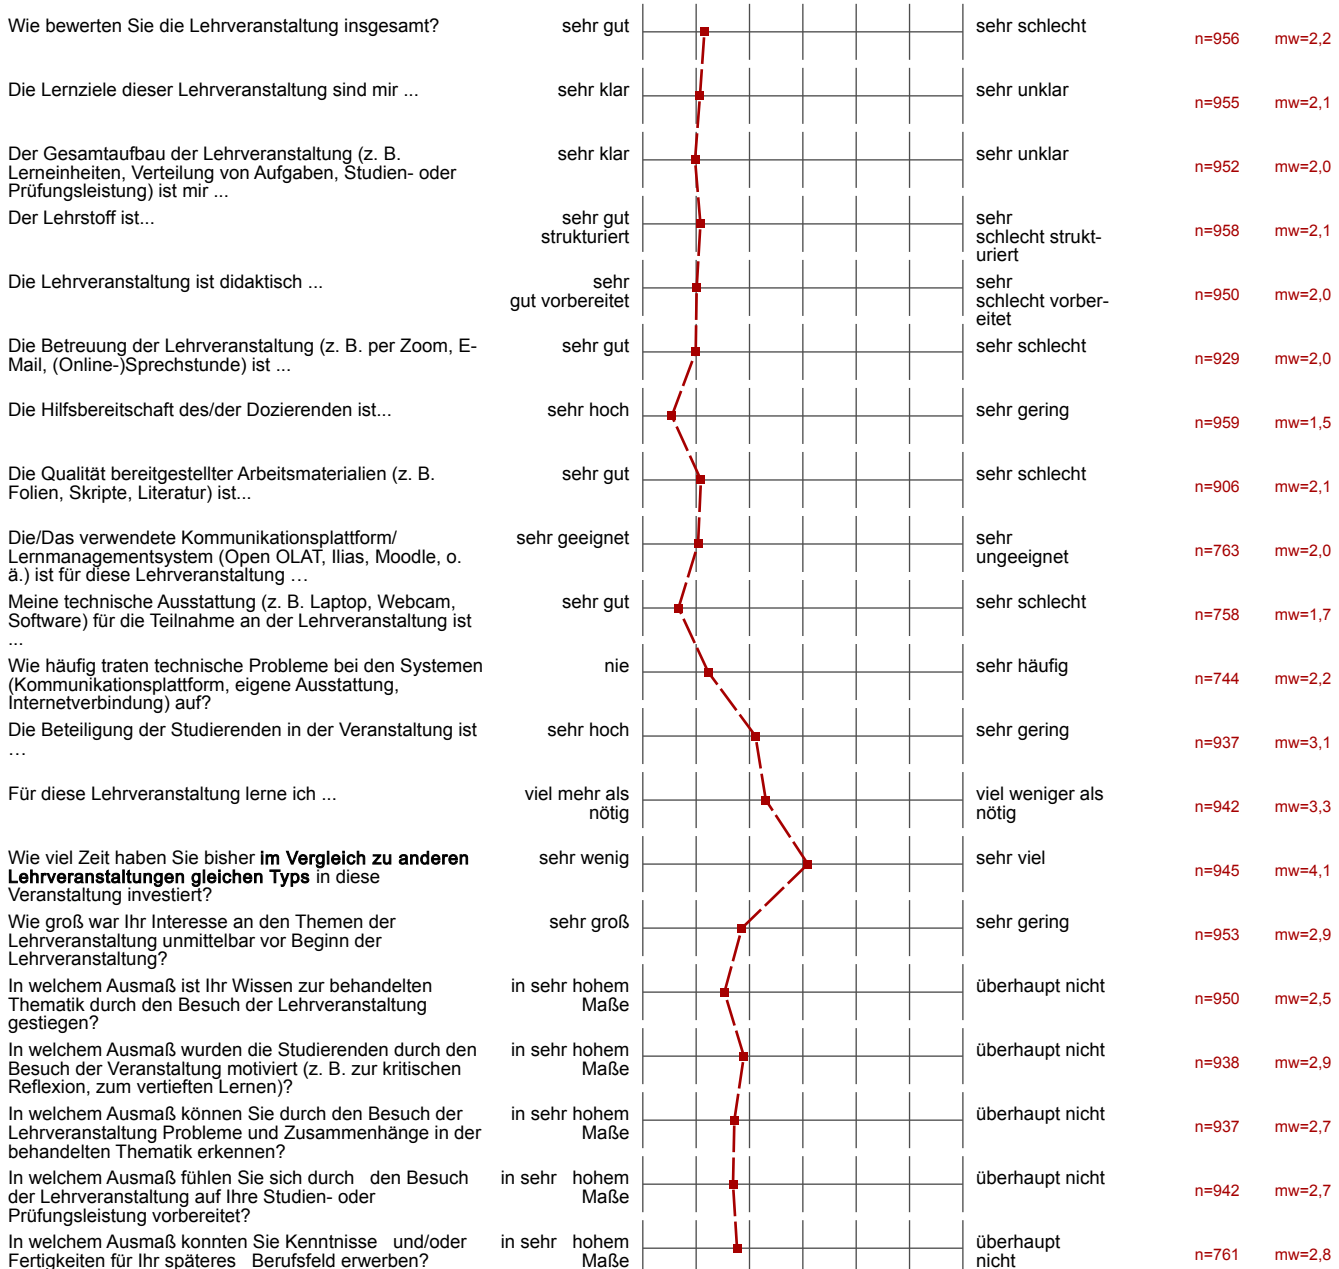 Wie bewerten Sie die Lehrveranstaltung insgesamt? sehr gut sehr schlecht n=956 mw=2,2
Die Lernziele dieser Lehrveranstaltung sind mir ... sehr klar sehr unklar n=955 mw=2,1
Der Gesamtaufbau der Lehrveranstaltung (z. B. sehr klar sehr unklar n=952 mw=2,0
Lerneinheiten, Verteilung von Aufgaben, Studien- oder
Prüfungsleistung) ist mir ...
Der Lehrstoff ist... sehr gut sehr n=958 mw=2,1
strukturiert schlecht strukt-
uriert
Die Lehrveranstaltung ist didaktisch ... sehr sehr n=950 mw=2,0
gut vorbereitet schlecht vorber-
eitet
Die Betreuung der Lehrveranstaltung (z. B. per Zoom, E- sehr gut sehr schlecht n=929 mw=2,0
Mail, (Online-)Sprechstunde) ist ...
Die Hilfsbereitschaft des/der Dozierenden ist... sehr hoch sehr gering n=959 mw=1,5
Die Qualität bereitgestellter Arbeitsmaterialien (z. B. sehr gut sehr schlecht n=906 mw=2,1
Folien, Skripte, Literatur) ist...
Die/Das verwendete Kommunikationsplattform/ sehr geeignet sehr n=763 mw=2,0
Lernmanagementsystem (Open OLAT, Ilias, Moodle, o. ungeeignet
ä.) ist für diese Lehrveranstaltung …
Meine technische Ausstattung (z. B. Laptop, Webcam, sehr gut sehr schlecht n=758 mw=1,7
Software) für die Teilnahme an der Lehrveranstaltung ist
...
Wie häufig traten technische Probleme bei den Systemen nie sehr häufig n=744 mw=2,2
(Kommunikationsplattform, eigene Ausstattung,
Internetverbindung) auf?
Die Beteiligung der Studierenden in der Veranstaltung ist sehr hoch sehr gering n=937 mw=3,1
…
Für diese Lehrveranstaltung lerne ich ... viel mehr als viel weniger als n=942 mw=3,3
nötig nötig
Wie viel Zeit haben Sie bisher im Vergleich zu anderen sehr wenig sehr viel n=945 mw=4,1
Lehrveranstaltungen gleichen Typs in diese
Veranstaltung investiert?
Wie groß war Ihr Interesse an den Themen der sehr groß sehr gering n=953 mw=2,9
Lehrveranstaltung unmittelbar vor Beginn der
Lehrveranstaltung?
In welchem Ausmaß ist Ihr Wissen zur behandelten in sehr hohem überhaupt nicht n=950 mw=2,5
Thematik durch den Besuch der Lehrveranstaltung Maße
gestiegen?
In welchem Ausmaß wurden die Studierenden durch den in sehr hohem überhaupt nicht n=938 mw=2,9
Besuch der Veranstaltung motiviert (z. B. zur kritischen Maße
Reflexion, zum vertieften Lernen)?
In welchem Ausmaß können Sie durch den Besuch der in sehr hohem überhaupt nicht n=937 mw=2,7
Lehrveranstaltung Probleme und Zusammenhänge in der Maße
behandelten Thematik erkennen?
In welchem Ausmaß fühlen Sie sich durch den Besuch in sehr hohem überhaupt nicht n=942 mw=2,7
der Lehrveranstaltung auf Ihre Studien- oder Maße
Prüfungsleistung vorbereitet?
In welchem Ausmaß konnten Sie Kenntnisse und/oder in sehr hohem überhaupt n=761 mw=2,8
Fertigkeiten für Ihr späteres Berufsfeld erwerben? Maße nicht